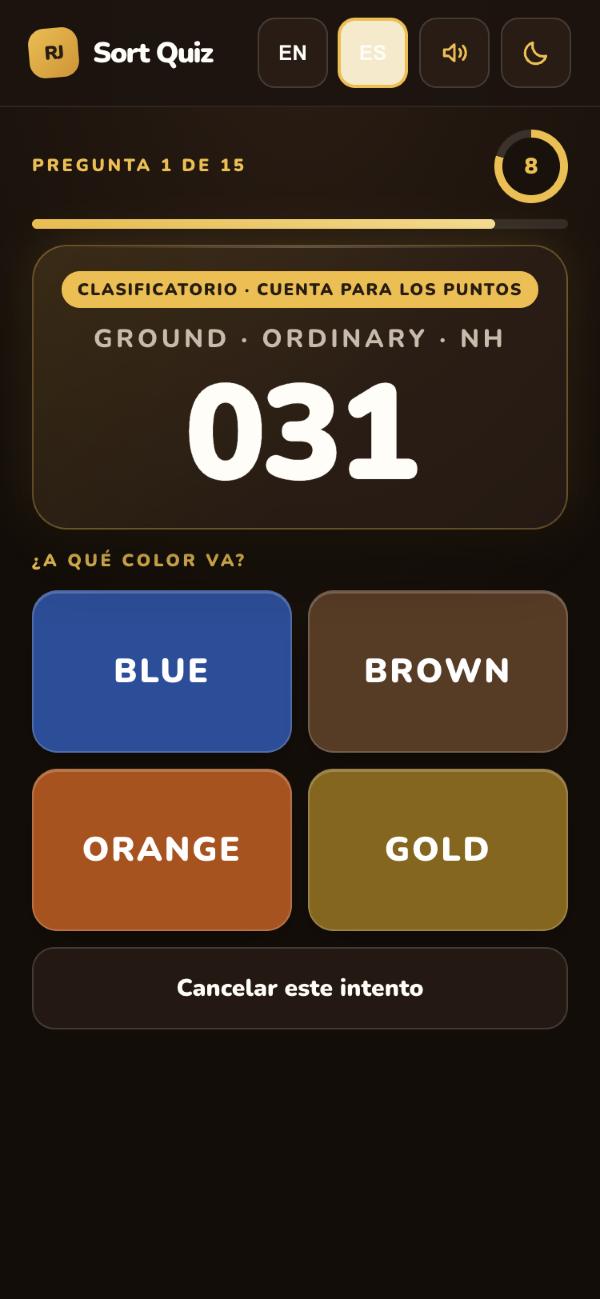 RJ Sort Quiz EN ES
PREGUNTA 1 DE 15 8
CLASIFICATORIO · CUENTA PARA LOS PUNTOS
GROUND · ORDINARY · NH
031
¿A QUÉ COLOR VA?
BLUE BROWN
ORANGE GOLD
Cancelar este intento